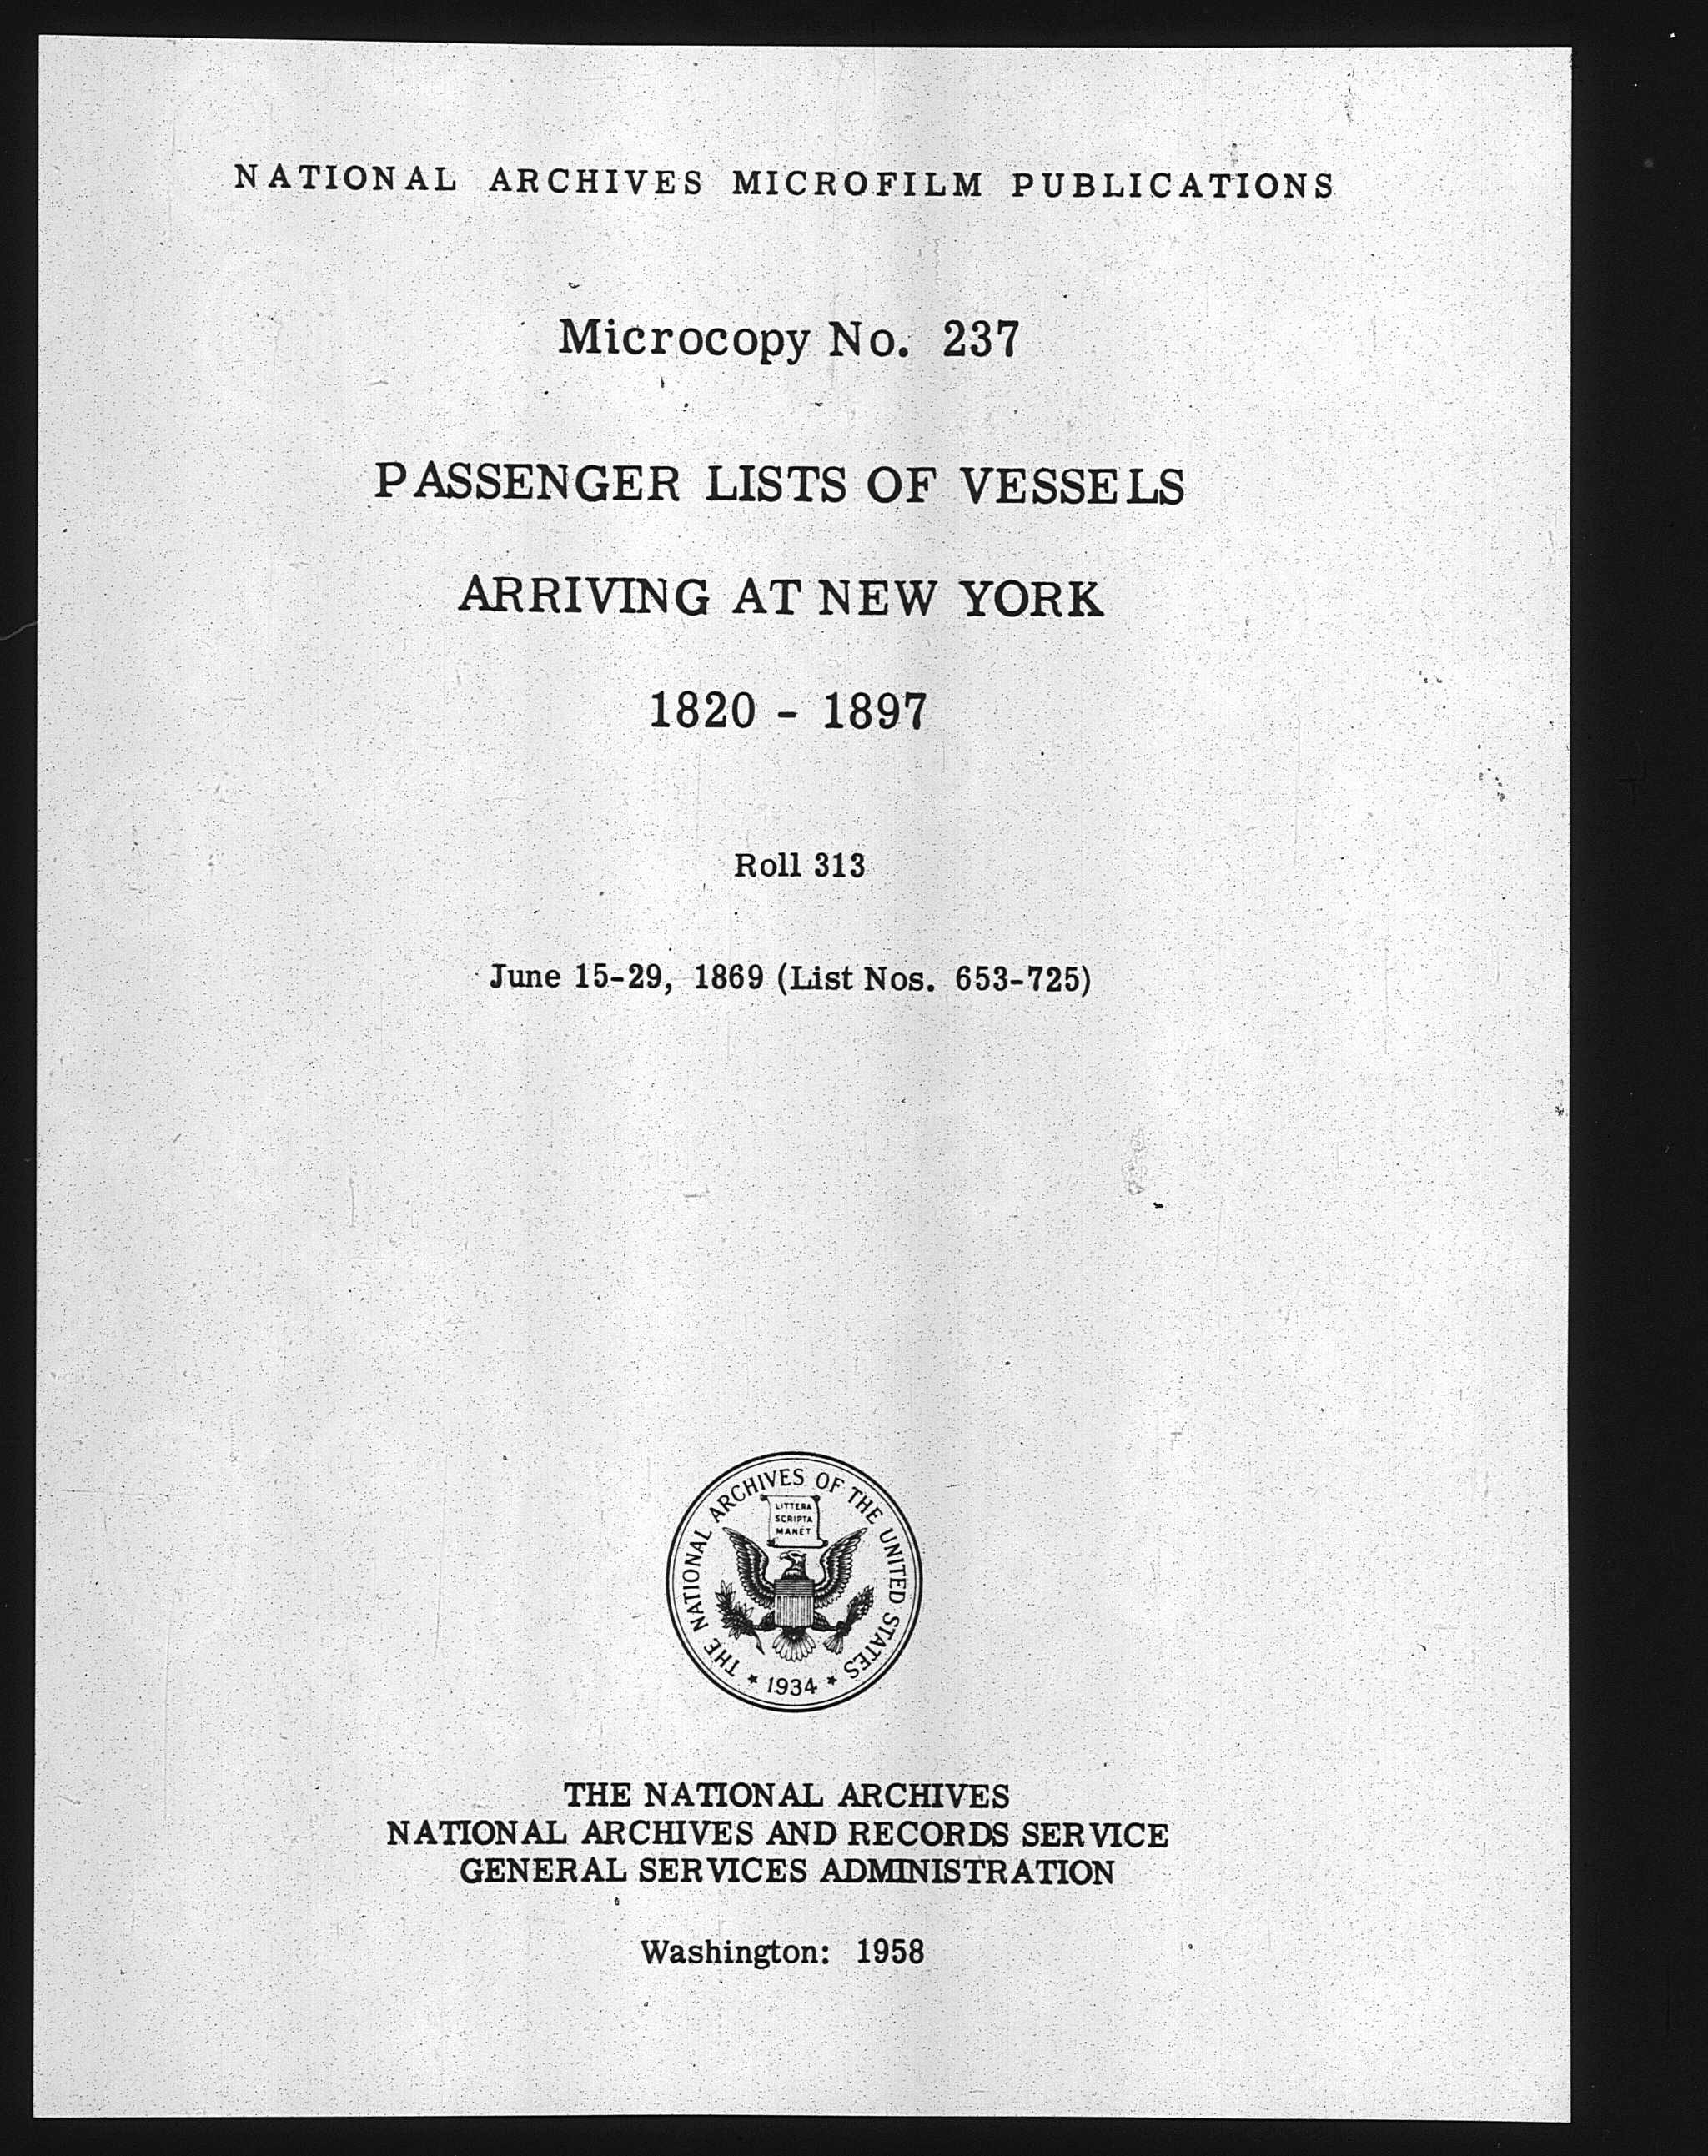 NATIONAL ARCHIVES MICROFILM PUBLICATIONS
Microcopy No. 237
PASSENGER LISTS OF VESSELS
ARRIVING AT NEW YORK
1820 - 1897
Roll 313
June 15-29, 1869 (List Nos. 653-725)
THE NATIONAL ARCHIVES OF THE UNITED STATES
LITTERA
SCRIPTA
MANET
* 1934 *
THE NATIONAL ARCHIVES
NATIONAL ARCHIVES AND RECORDS SERVICE
GENERAL SERVICES ADMINISTRATION
Washington: 1958